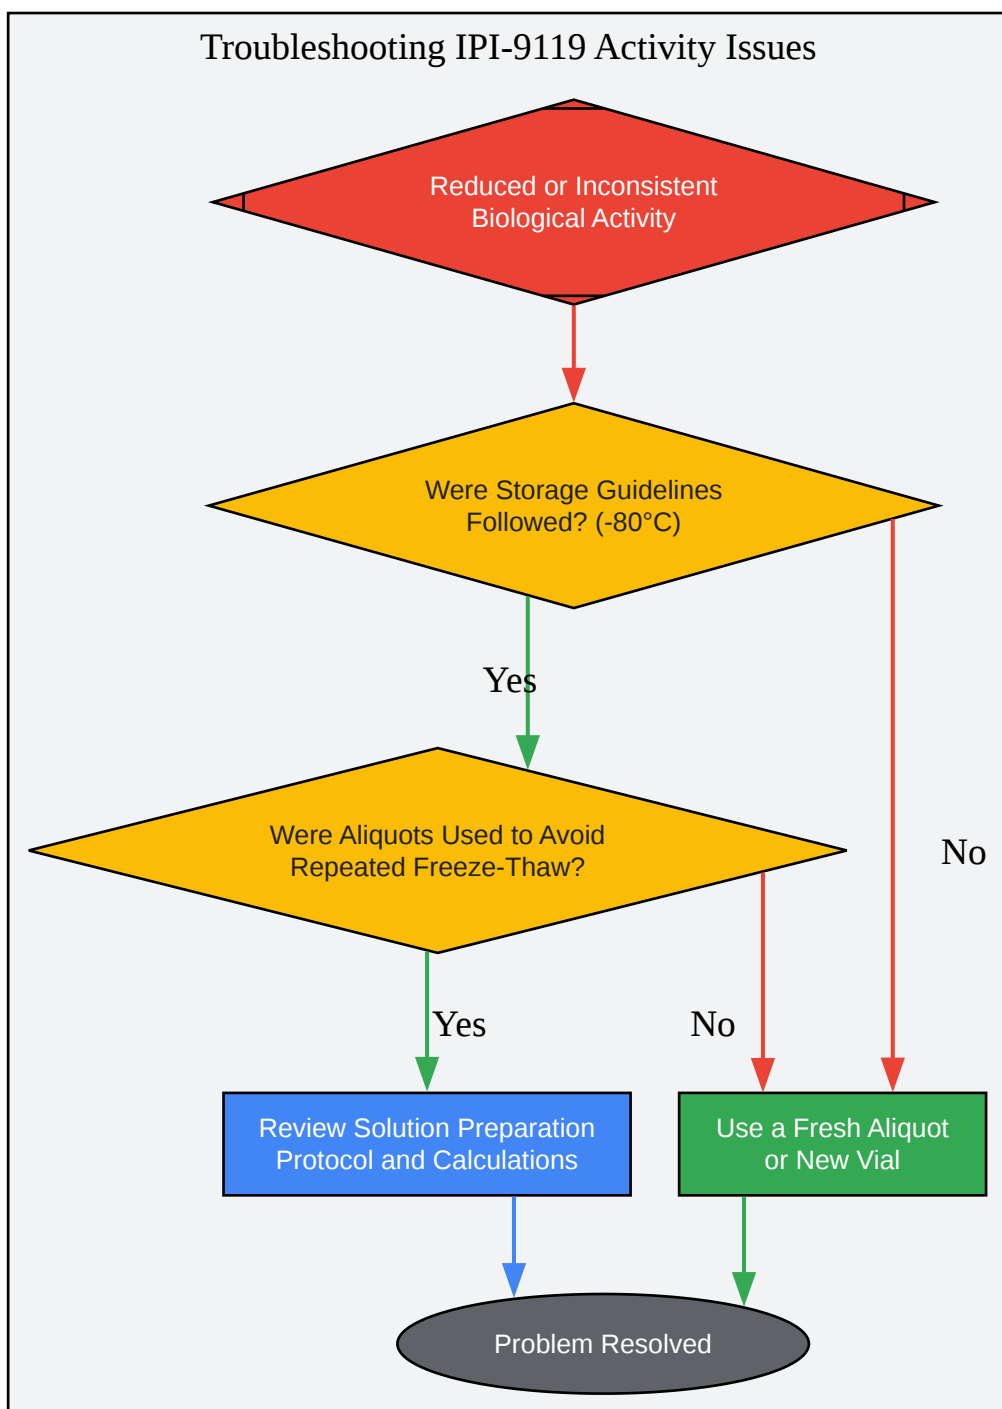 Troubleshooting IPI-9119 Activity Issues
Reduced or Inconsistent
Biological Activity
Were Storage Guidelines
Followed? (-80°C)
Yes
Were Aliquots Used to Avoid
Repeated Freeze-Thaw?
No
Yes
No
Review Solution Preparation
Protocol and Calculations
Use a Fresh Aliquot
or New Vial
Problem Resolved